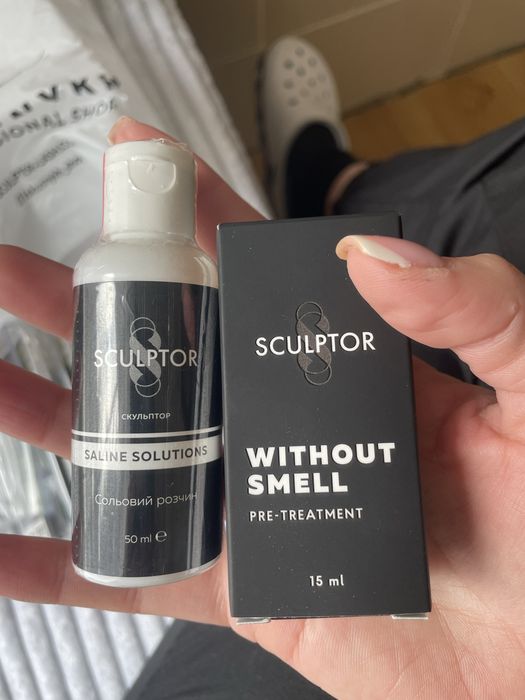 SCULPTOR
СКУЛЬПТОР
SALINE SOLUTIONS
Сольовий розчин
50 ml e
SCULPTOR
WITHOUT
SMELL
PRE-TREATMENT
15 ml